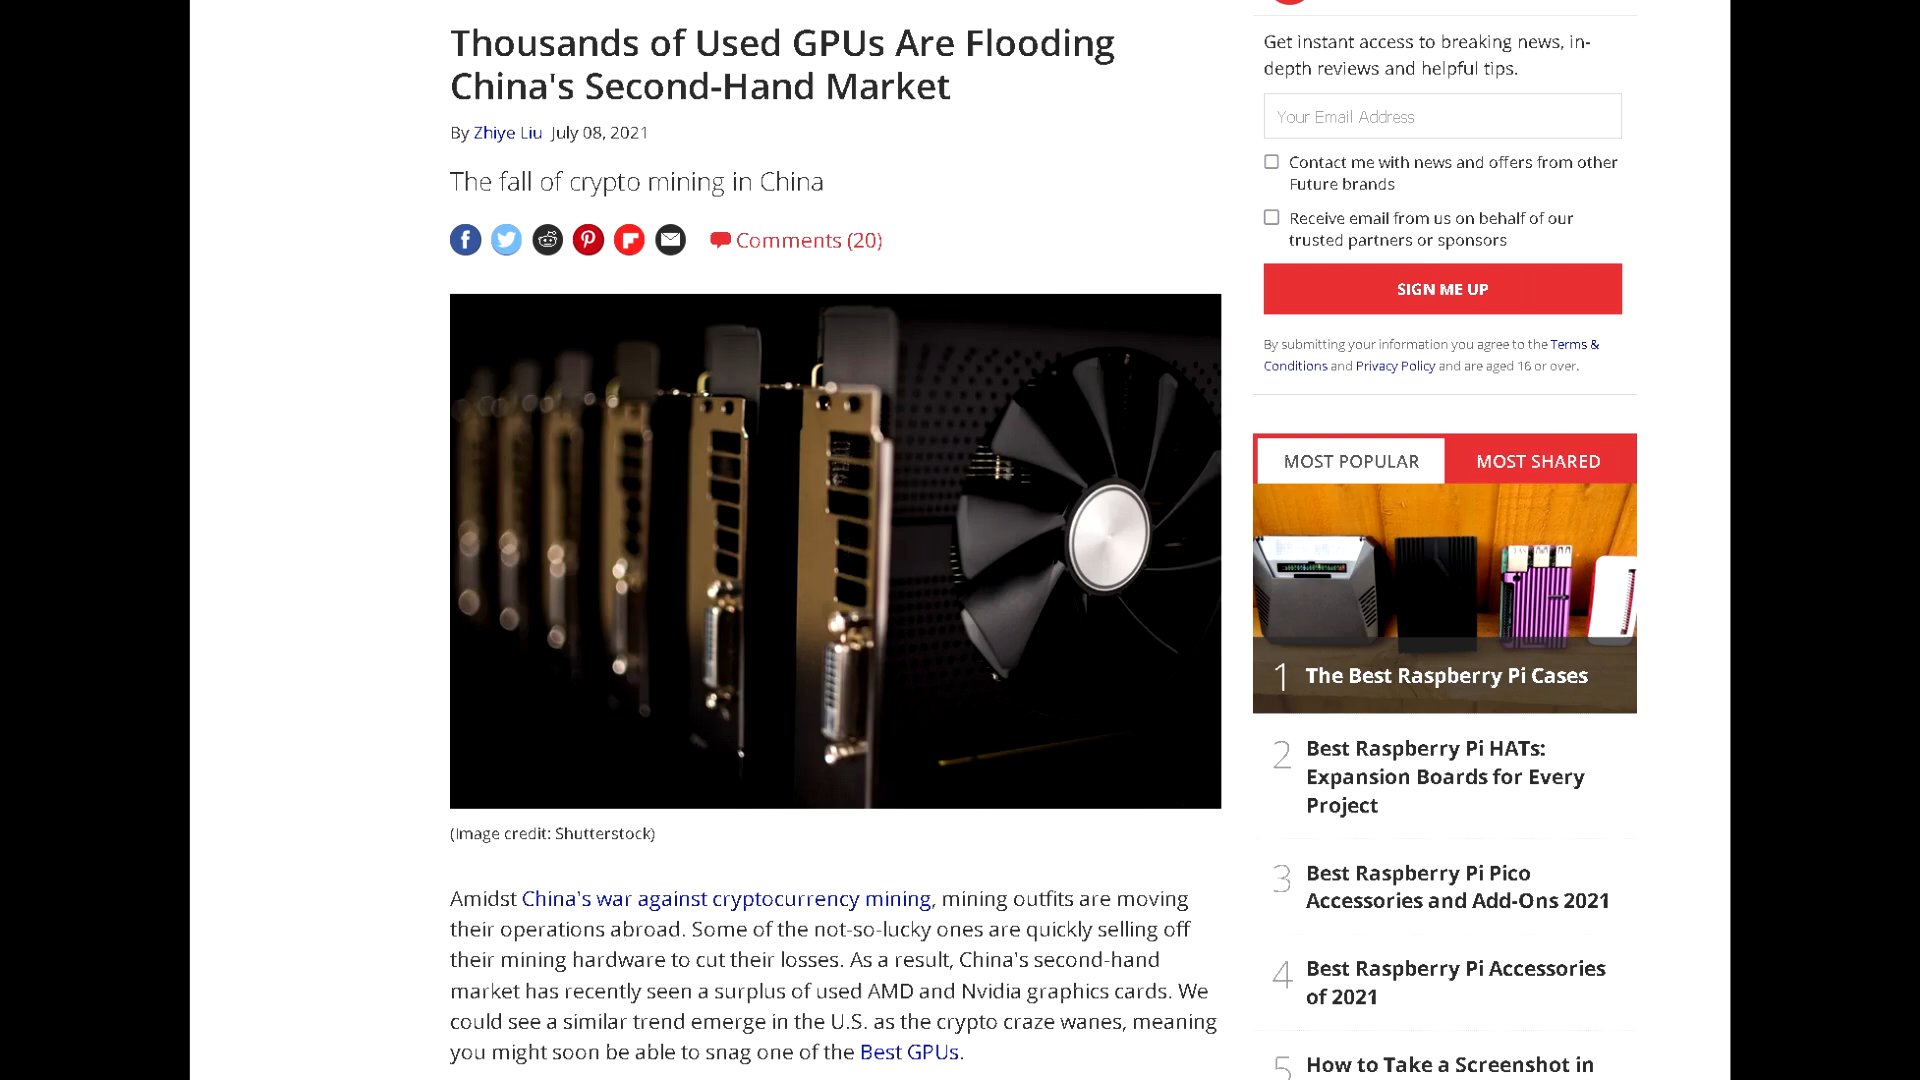 Thousands of Used GPUs Are Flooding
China's Second-Hand Market
By Zhiye Liu July 08, 2021
The fall of crypto mining in China
Comments (20)
(Image credit: Shutterstock)
Amidst China's war against cryptocurrency mining, mining outfits are moving
their operations abroad. Some of the not-so-lucky ones are quickly selling off
their mining hardware to cut their losses. As a result, China's second-hand
market has recently seen a surplus of used AMD and Nvidia graphics cards. We
could see a similar trend emerge in the U.S. as the crypto craze wanes, meaning
you might soon be able to snag one of the Best GPUs.
Get instant access to breaking news, in-
depth reviews and helpful tips.
Your Email Address
Contact me with news and offers from other
Future brands
Receive email from us on behalf of our
trusted partners or sponsors
SIGN ME UP
By submitting your information you agree to the Terms &
Conditions and Privacy Policy and are aged 16 or over.
MOST POPULAR
MOST SHARED
1 The Best Raspberry Pi Cases
2 Best Raspberry Pi HATs:
Expansion Boards for Every
Project
3 Best Raspberry Pi Pico
Accessories and Add-Ons 2021
4 Best Raspberry Pi Accessories
of 2021
5 How to Take a Screenshot in